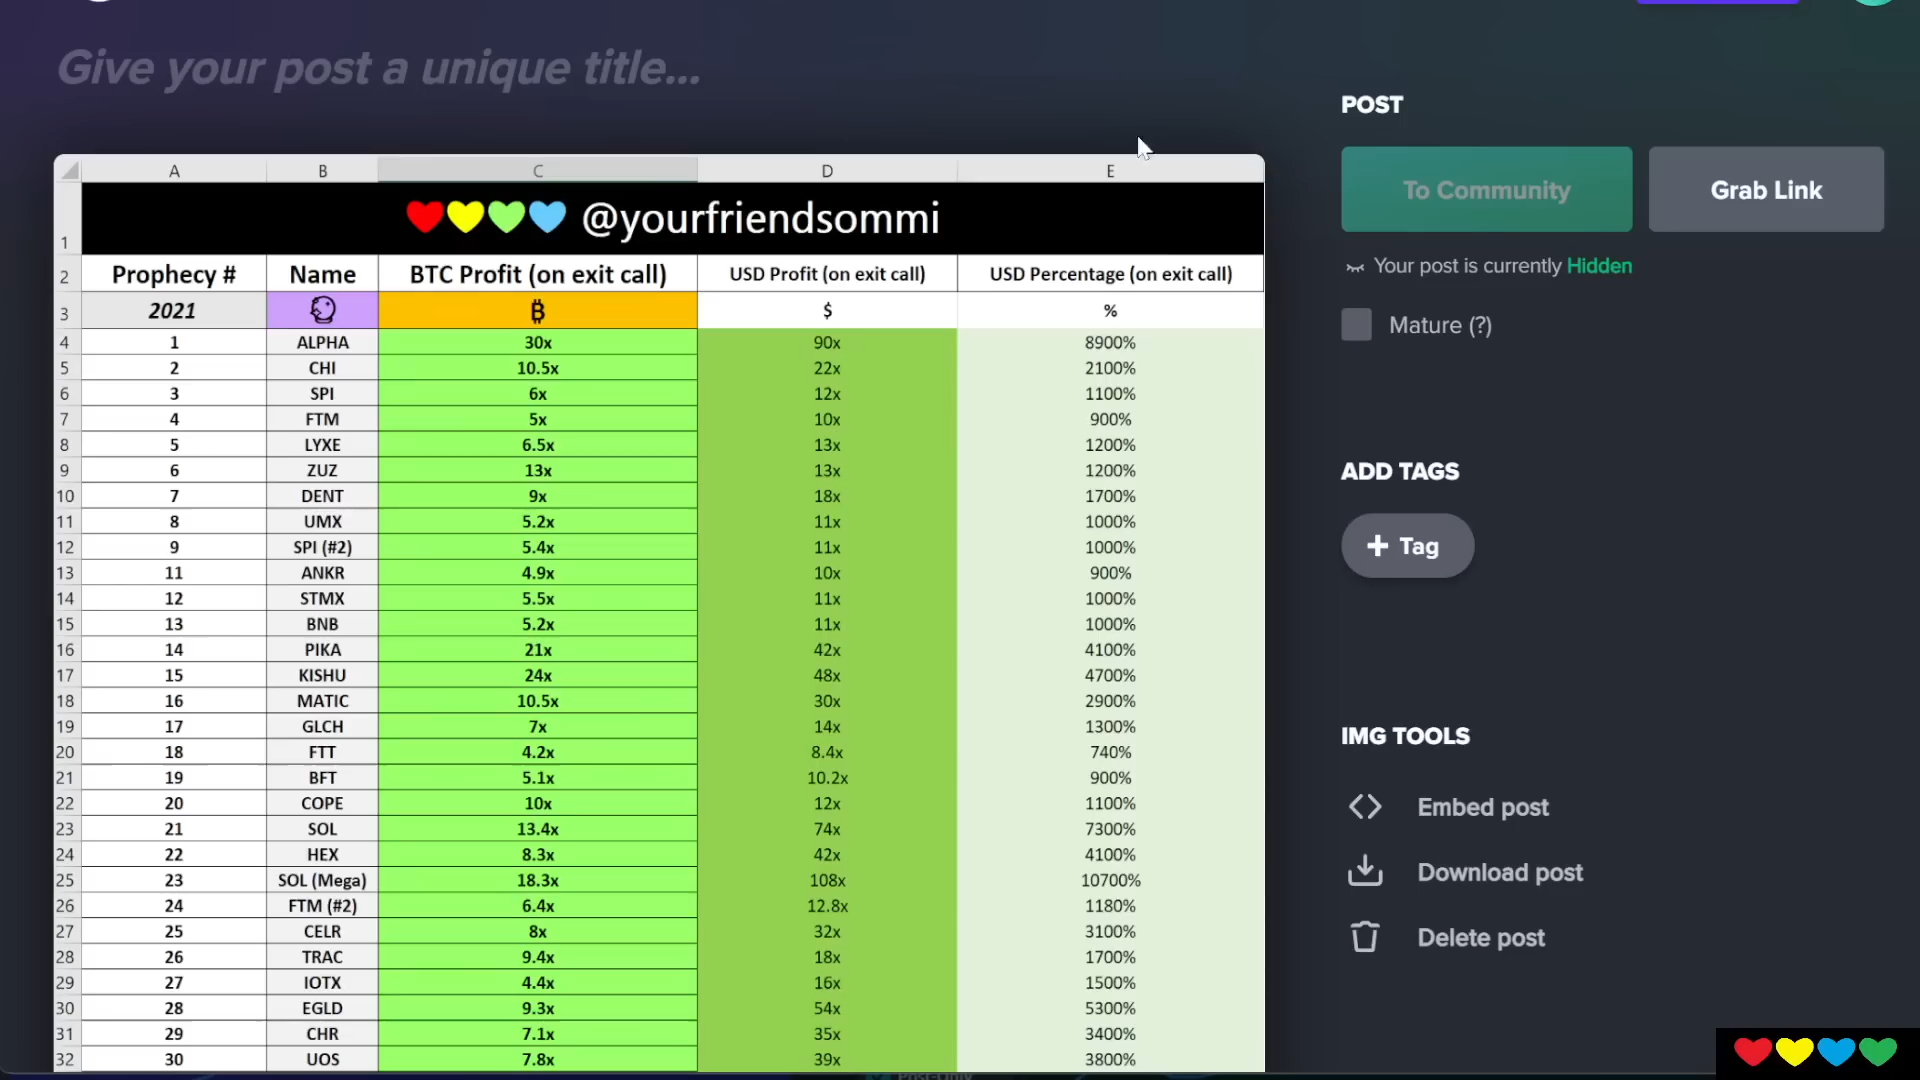 Give your post a unique title...
A B C D E
1 @yourfriendsommi
2 Prophecy # Name BTC Profit (on exit call) USD Profit (on exit call) USD Percentage (on exit call)
3 2021 ₿ $ %
4 1 ALPHA 30x 90x 8900%
5 2 CHI 10.5x 22x 2100%
6 3 SPI 6x 12x 1100%
7 4 FTM 5x 10x 900%
8 5 LYXE 6.5x 13x 1200%
9 6 ZUZ 13x 13x 1200%
10 7 DENT 9x 18x 1700%
11 8 UMX 5.2x 11x 1000%
12 9 SPI (#2) 5.4x 11x 1000%
13 11 ANKR 4.9x 10x 900%
14 12 STMX 5.5x 11x 1000%
15 13 BNB 5.2x 11x 1000%
16 14 PIKA 21x 42x 4100%
17 15 KISHU 24x 48x 4700%
18 16 MATIC 10.5x 30x 2900%
19 17 GLCH 7x 14x 1300%
20 18 FTT 4.2x 8.4x 740%
21 19 BFT 5.1x 10.2x 900%
22 20 COPE 10x 12x 1100%
23 21 SOL 13.4x 74x 7300%
24 22 HEX 8.3x 42x 4100%
25 23 SOL (Mega) 18.3x 108x 10700%
26 24 FTM (#2) 6.4x 12.8x 1180%
27 25 CELR 8x 32x 3100%
28 26 TRAC 9.4x 18x 1700%
29 27 IOTX 4.4x 16x 1500%
30 28 EGLD 9.3x 54x 5300%
31 29 CHR 7.1x 35x 3400%
32 30 UOS 7.8x 39x 3800%
POST
To Community Grab Link
Your post is currently Hidden
Mature (?)
ADD TAGS
+ Tag
IMG TOOLS
Embed post
Download post
Delete post